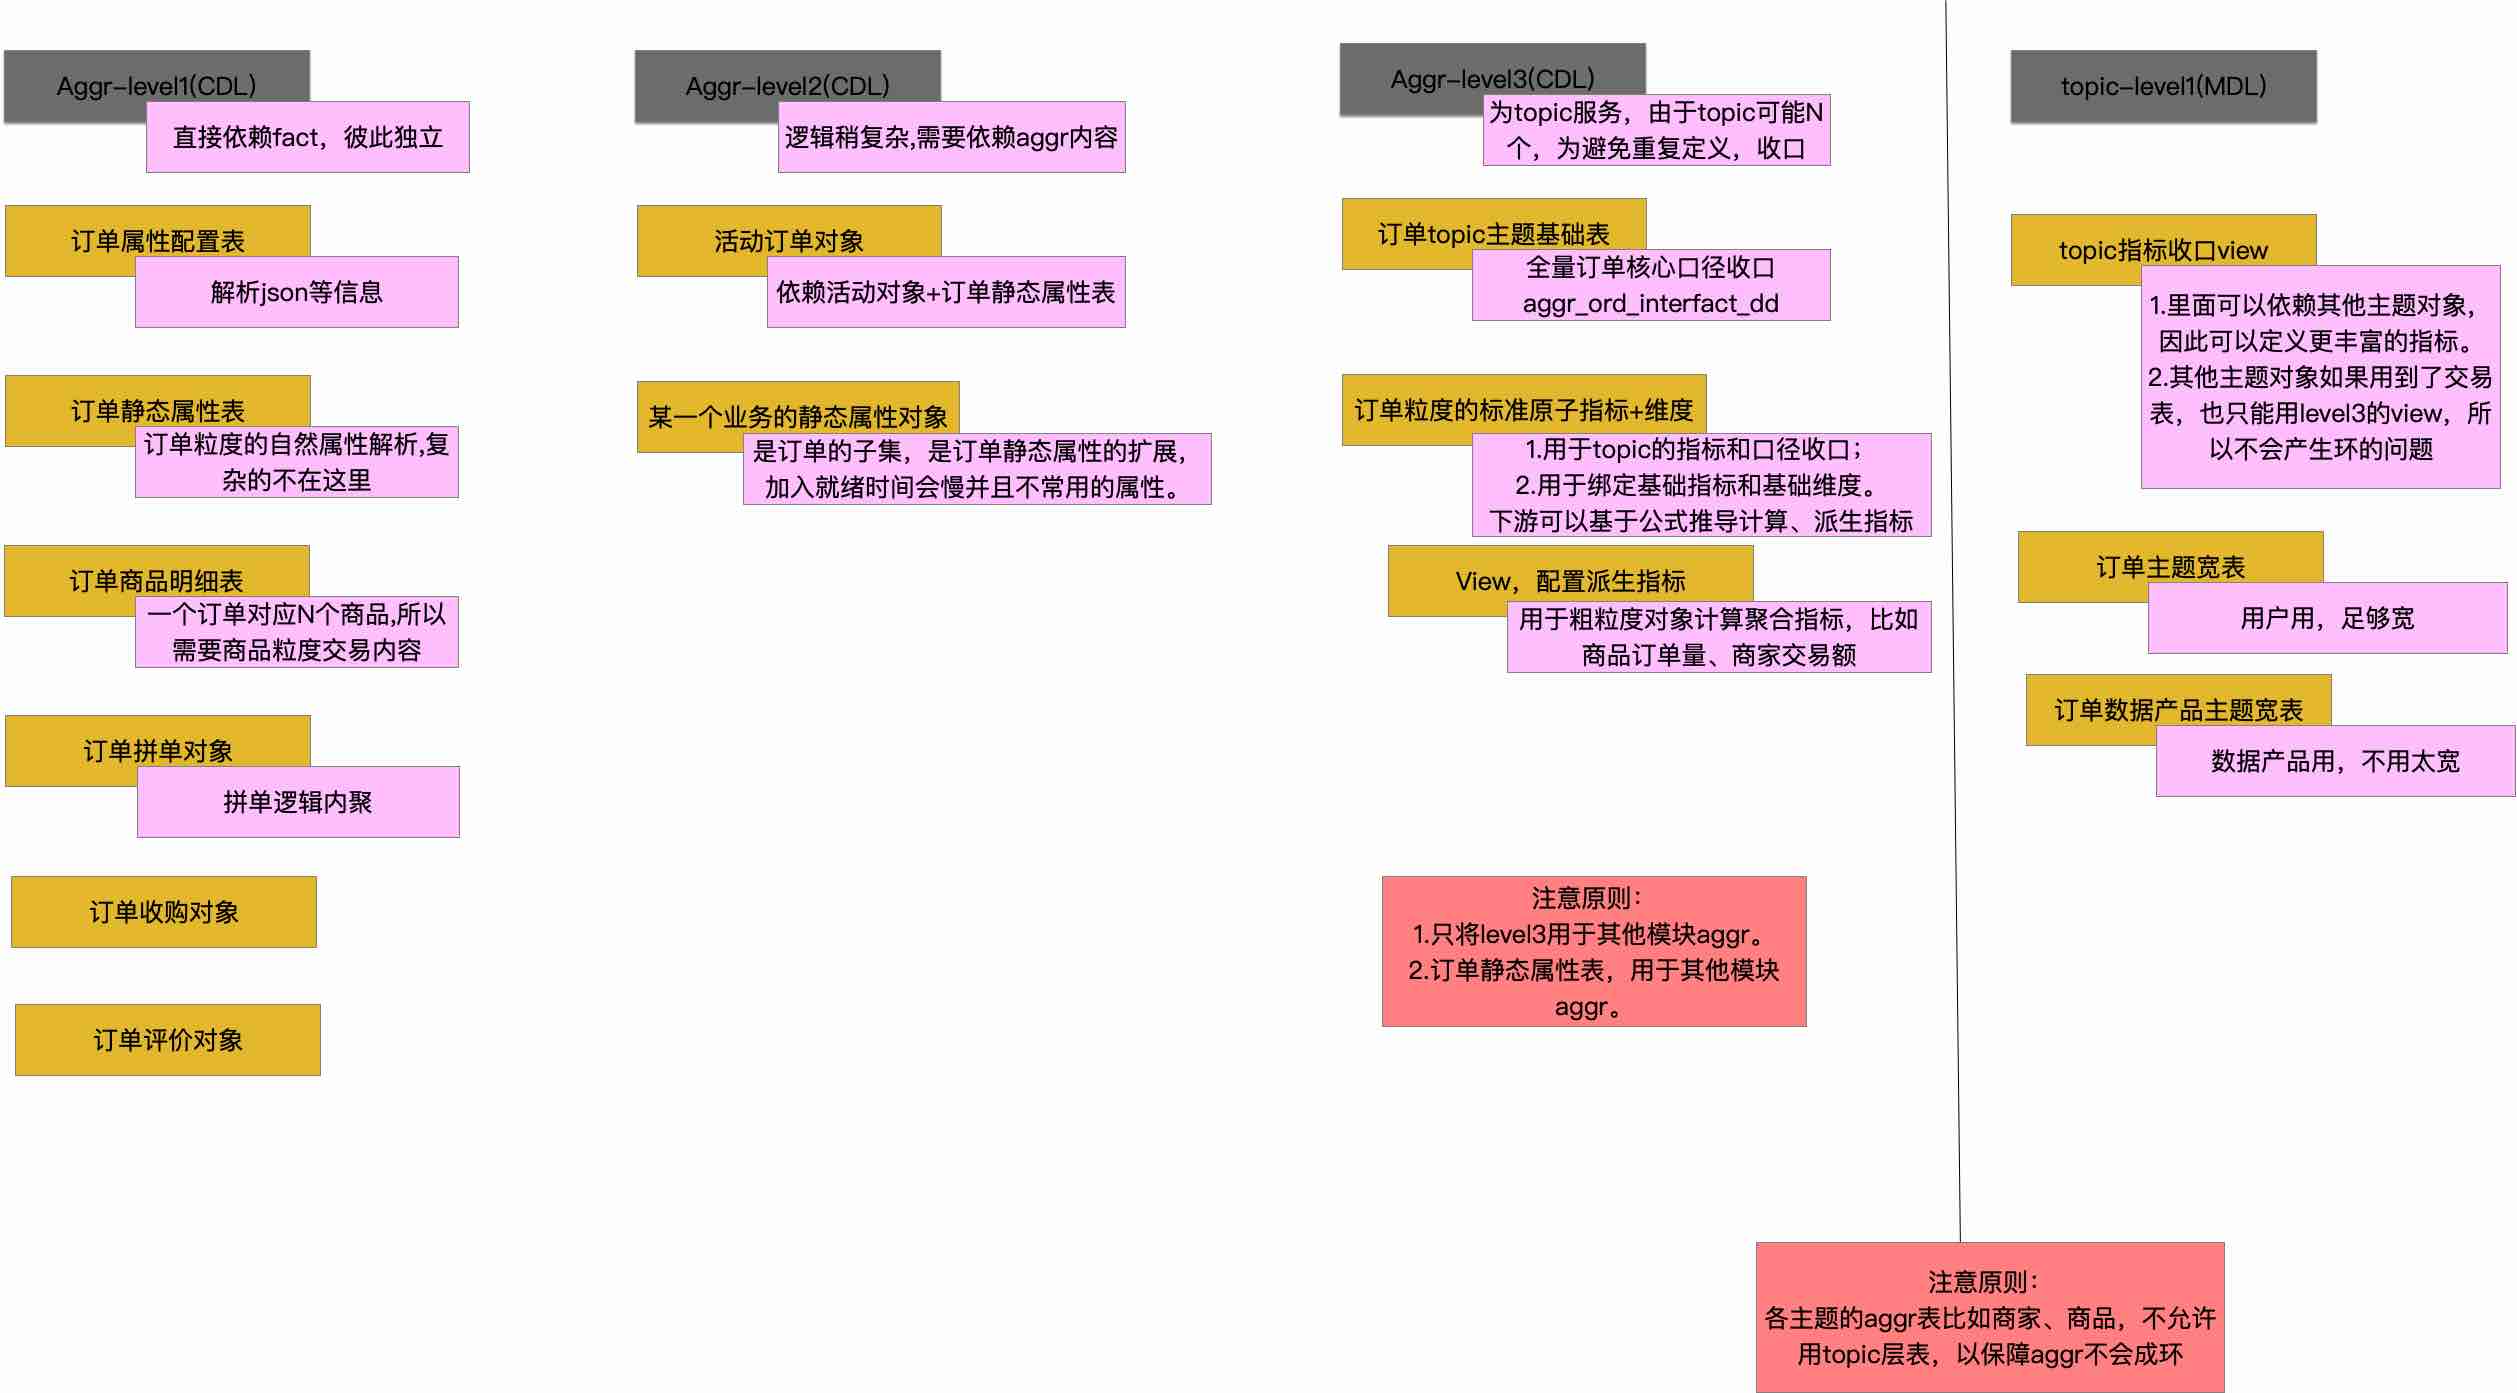 Aggr-level1(CDL)
直接依赖fact，彼此独立
订单属性配置表
解析json等信息
订单静态属性表
订单粒度的自然属性解析,复
杂的不在这里
订单商品明细表
一个订单对应N个商品,所以
需要商品粒度交易内容
订单拼单对象
拼单逻辑内聚
订单收购对象
订单评价对象
Aggr-level2(CDL)
逻辑稍复杂,需要依赖aggr内容
活动订单对象
依赖活动对象+订单静态属性表
某一个业务的静态属性对象
是订单的子集，是订单静态属性的扩展，
加入就绪时间会慢并且不常用的属性。
Aggr-level3(CDL)
为topic服务，由于topic可能N
个，为避免重复定义，收口
订单topic主题基础表
全量订单核心口径收口
aggr_ord_interfact_dd
订单粒度的标准原子指标+维度
1.用于topic的指标和口径收口；
2.用于绑定基础指标和基础维度。
下游可以基于公式推导计算、派生指标
View，配置派生指标
用于粗粒度对象计算聚合指标，比如
商品订单量、商家交易额
注意原则：
1.只将level3用于其他模块aggr。
2.订单静态属性表，用于其他模块
aggr。
topic-level1(MDL)
topic指标收口view
1.里面可以依赖其他主题对象，
因此可以定义更丰富的指标。
2.其他主题对象如果用到了交易
表，也只能用level3的view，所
以不会产生环的问题
订单主题宽表
用户用，足够宽
订单数据产品主题宽表
数据产品用，不用太宽
注意原则：
各主题的aggr表比如商家、商品，不允许
用topic层表，以保障aggr不会成环